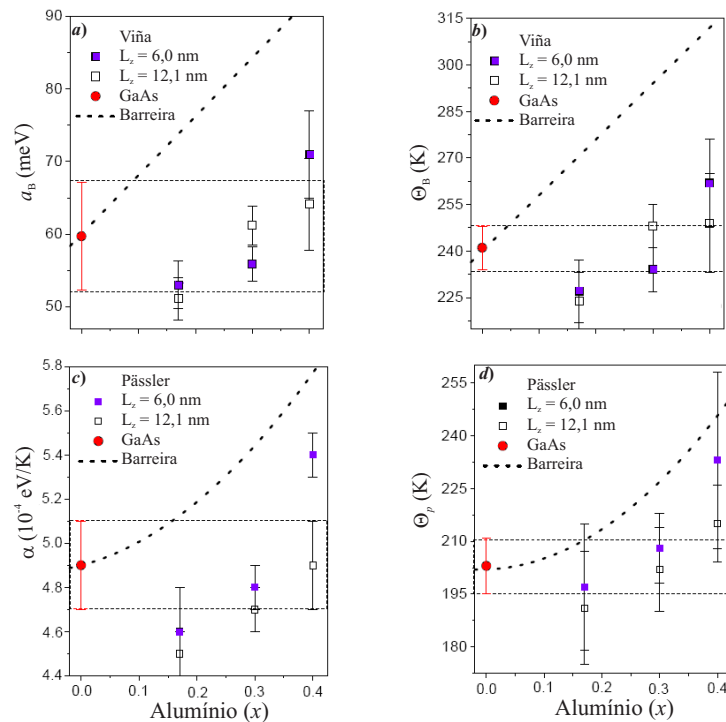 a)
Viña
L_z = 6,0 nm
L_z = 12,1 nm
GaAs
Barreira
a_B (meV)
90
80
70
60
50
b)
Viña
L_z = 6,0 nm
L_z = 12,1 nm
GaAs
Barreira
Θ_B (K)
315
300
285
270
255
240
225
c)
Pässler
L_z = 6,0 nm
L_z = 12,1 nm
GaAs
Barreira
α (10^-4 eV/K)
5.8
5.6
5.4
5.2
5.0
4.8
4.6
4.4
0.0 0.1 0.2 0.3 0.4
Alumínio (x)
d)
Pässler
L_z = 6,0 nm
L_z = 12,1 nm
GaAs
Barreira
Θ_p (K)
255
240
225
210
195
180
0.0 0.1 0.2 0.3 0.4
Alumínio (x)